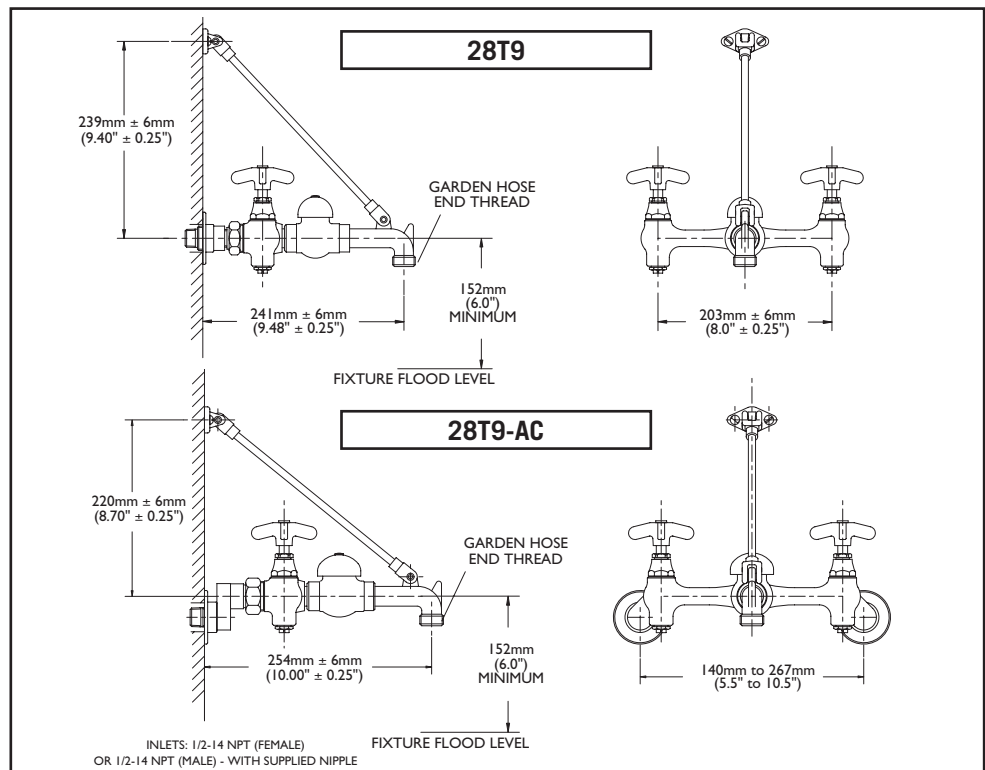 28T9
239mm ± 6mm
(9.40" ± 0.25")
GARDEN HOSE
END THREAD
152mm
(6.0")
MINIMUM
241mm ± 6mm
(9.48" ± 0.25")
203mm ± 6mm
(8.0" ± 0.25")
FIXTURE FLOOD LEVEL
28T9-AC
220mm ± 6mm
(8.70" ± 0.25")
GARDEN HOSE
END THREAD
152mm
(6.0")
MINIMUM
254mm ± 6mm
(10.00" ± 0.25")
140mm to 267mm
(5.5" to 10.5")
FIXTURE FLOOD LEVEL
INLETS: 1/2-14 NPT (FEMALE)
OR 1/2-14 NPT (MALE) - WITH SUPPLIED NIPPLE